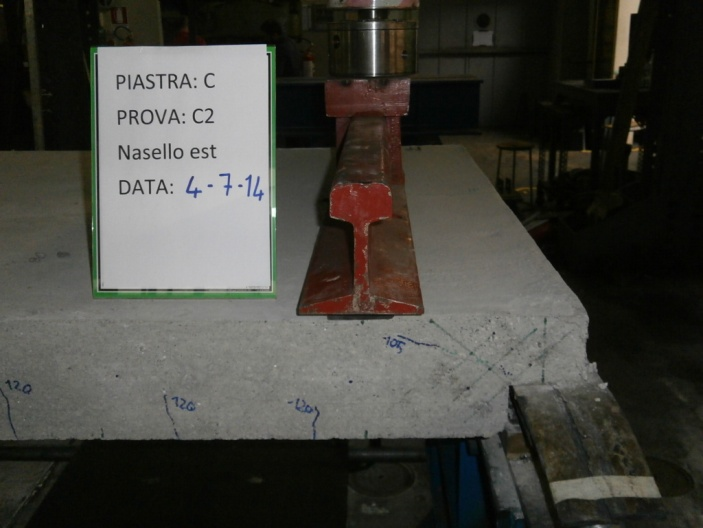 PIASTRA: C
PROVA: C2
Nasello est
DATA: 4-7-14
105
120
120
120